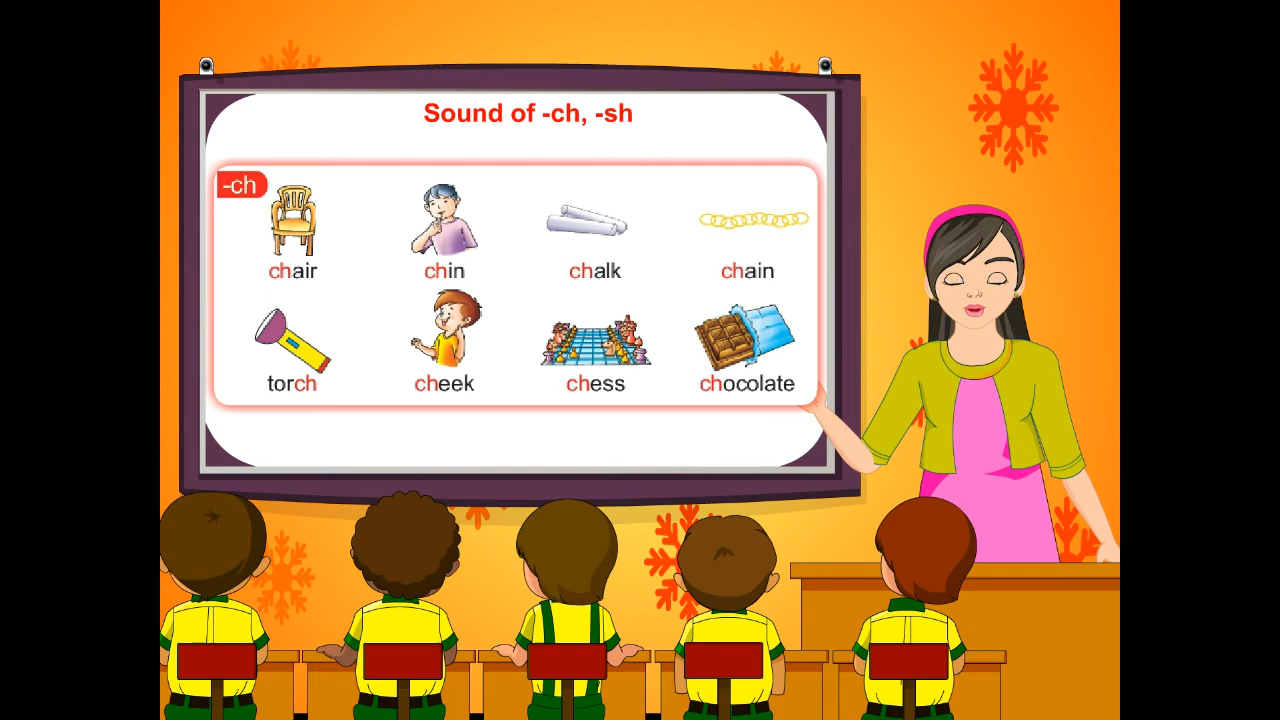 Sound of -ch, -sh
-ch
chair chin chalk chain
torch cheek chess chocolate